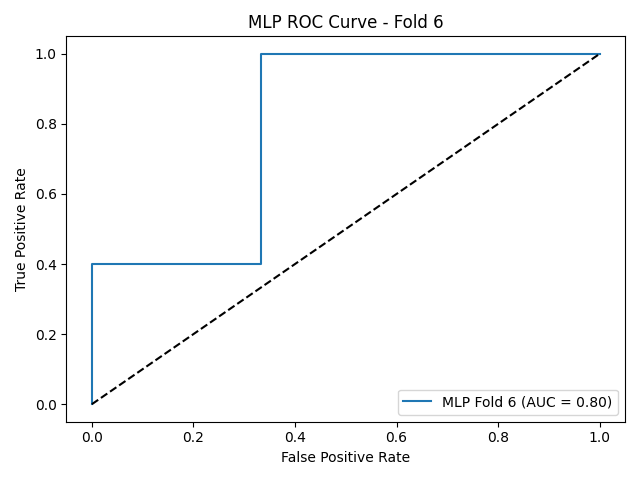 MLP ROC Curve - Fold 6
True Positive Rate
1.0
0.8
0.6
0.4
0.2
0.0
0.0 0.2 0.4 0.6 0.8 1.0
False Positive Rate
MLP Fold 6 (AUC = 0.80)